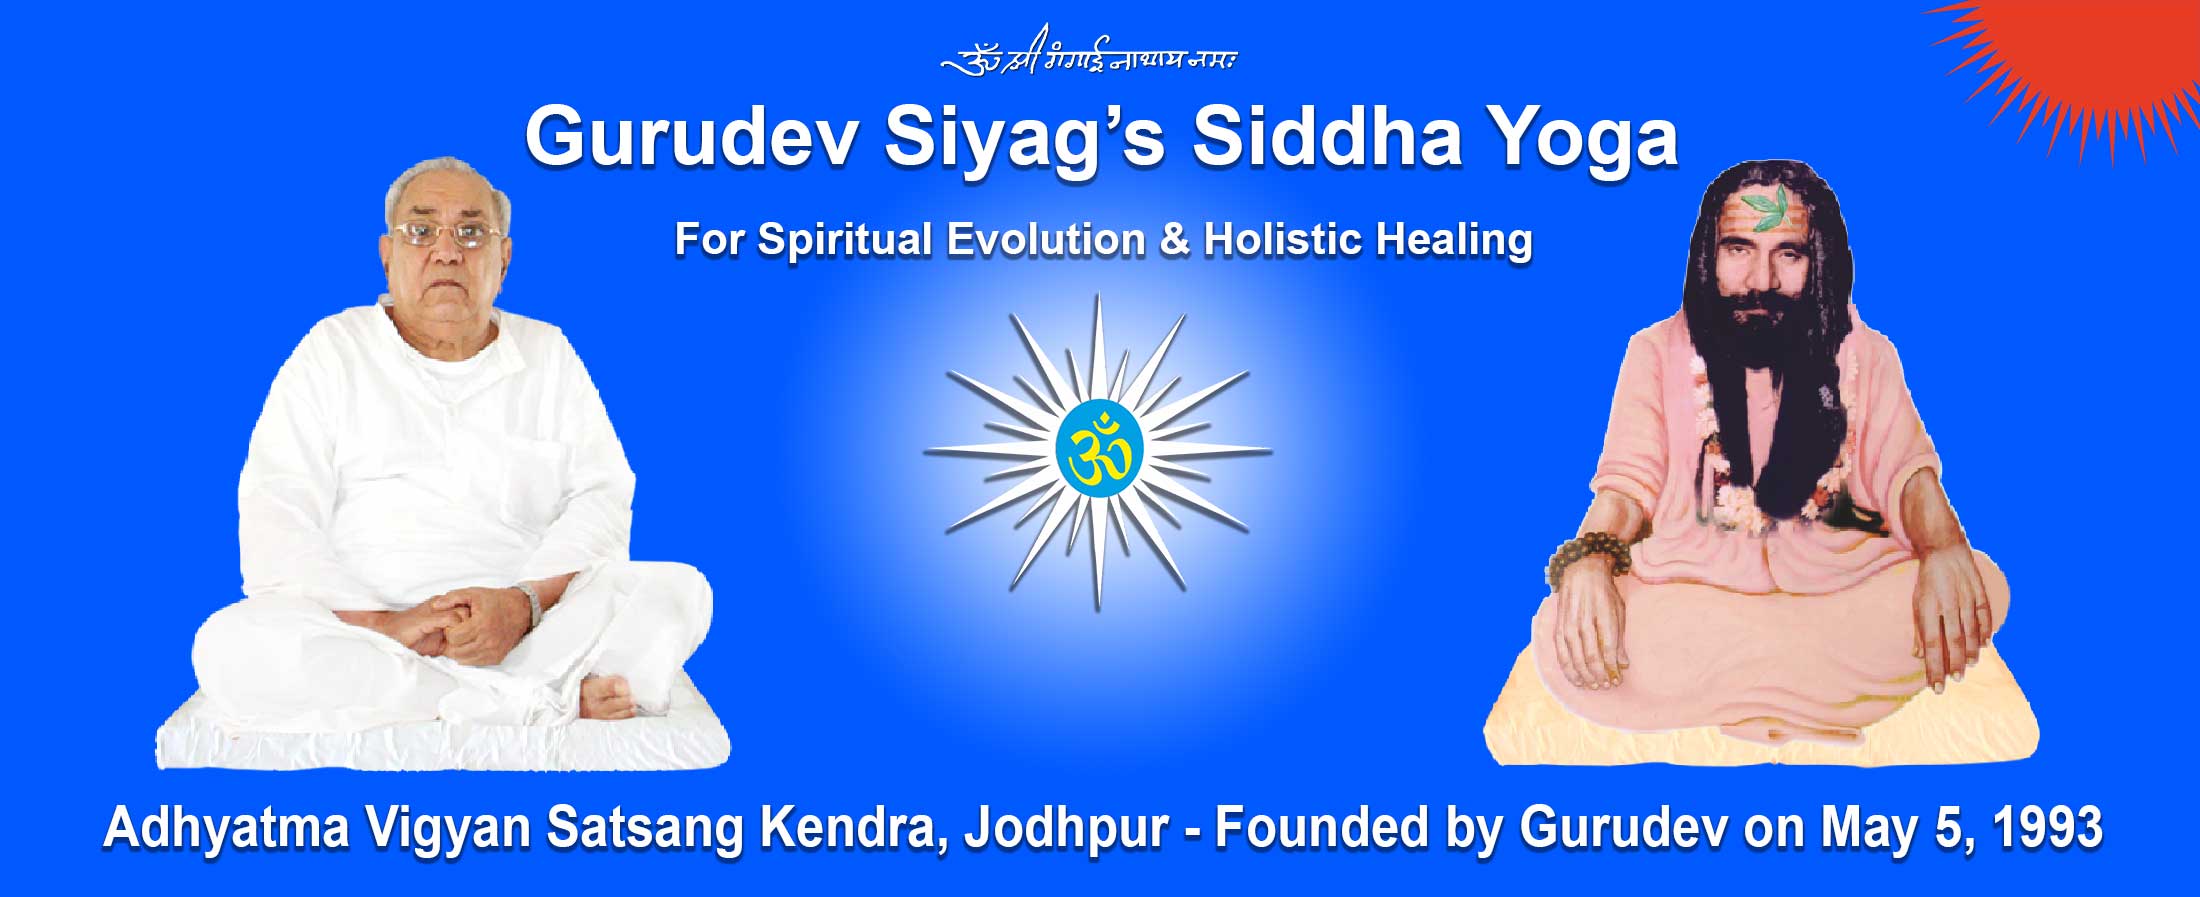 ॐ श्री गंगाई नाथाय नमः
Gurudev Siyag’s Siddha Yoga
For Spiritual Evolution & Holistic Healing
ॐ
Adhyatma Vigyan Satsang Kendra, Jodhpur - Founded by Gurudev on May 5, 1993